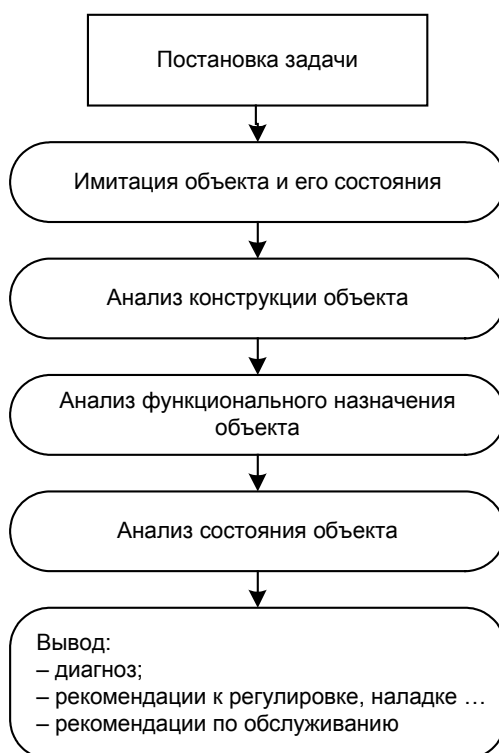 Постановка задачи
Имитация объекта и его состояния
Анализ конструкции объекта
Анализ функционального назначения
объекта
Анализ состояния объекта
Вывод:
– диагноз;
– рекомендации к регулировке, наладке …
– рекомендации по обслуживанию